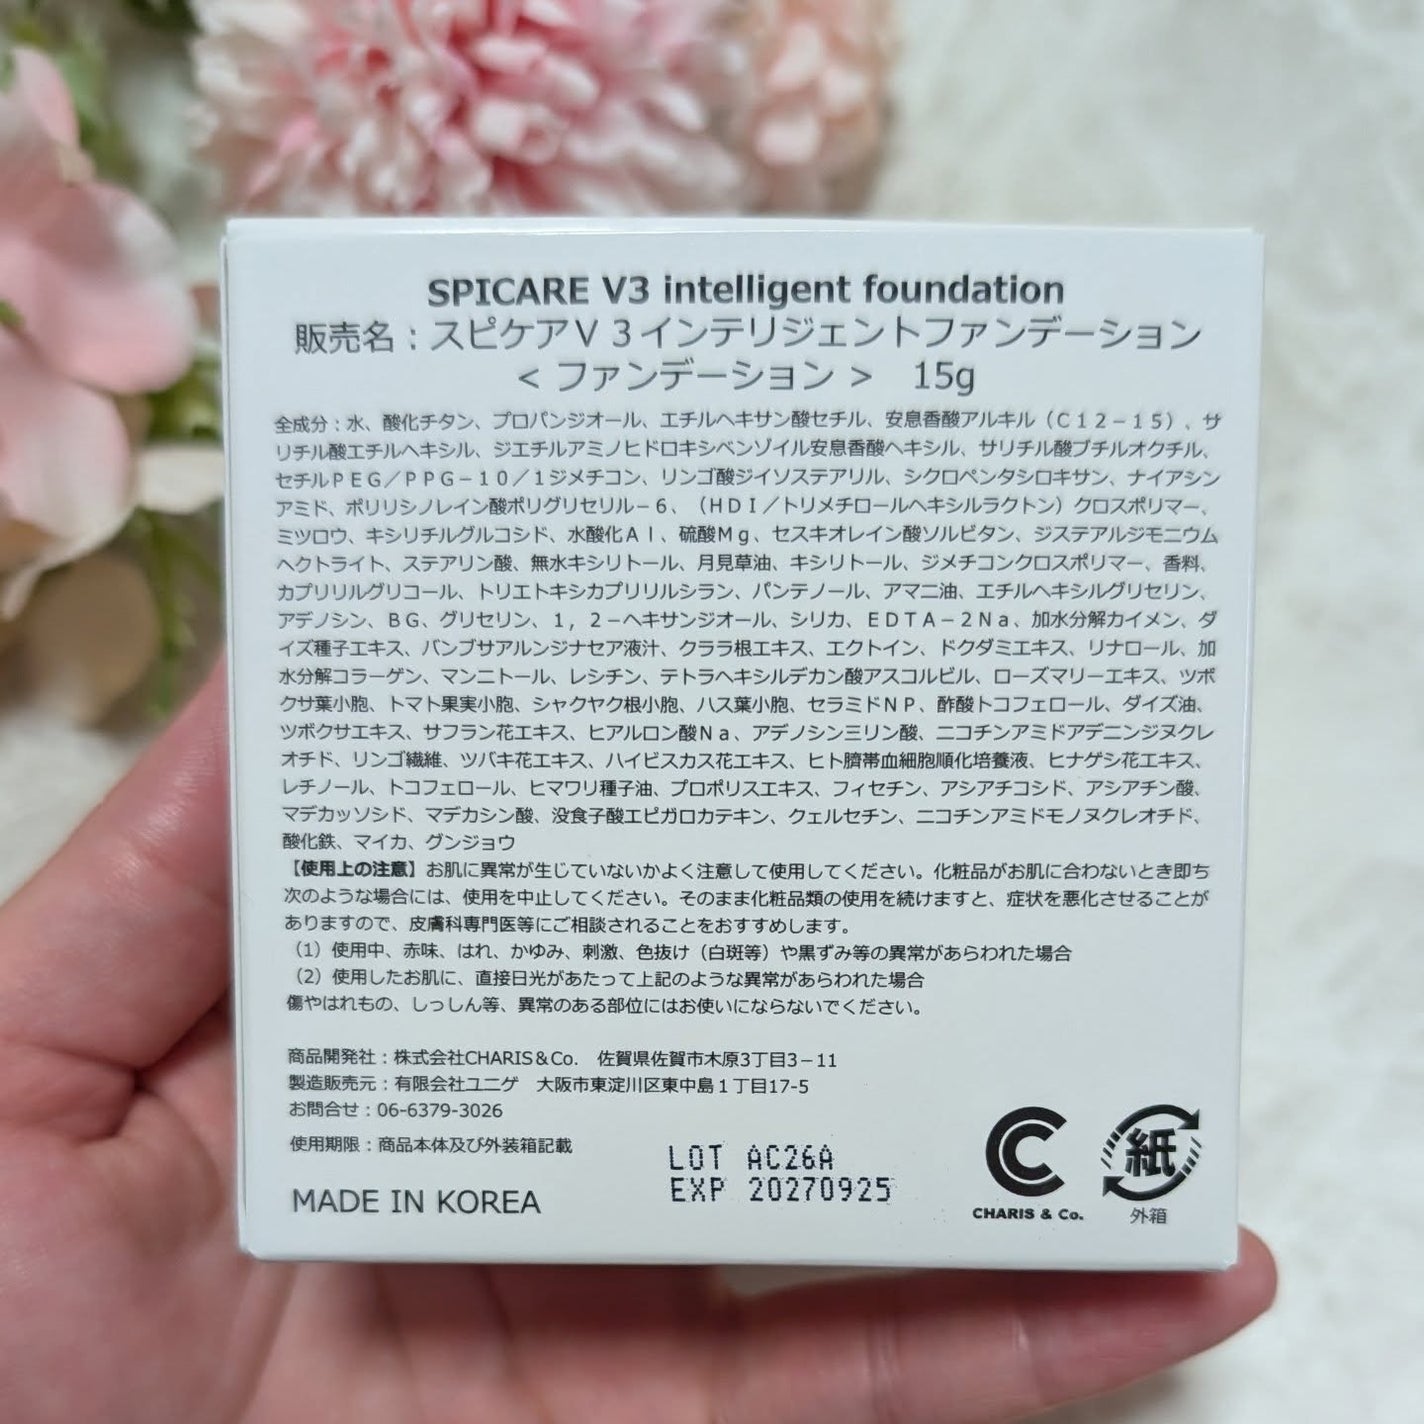 SPICARE V3 intelligent foundation
販売名：スピケアV３インテリジェントファンデーション
＜ファンデーション＞　15g
全成分：水、酸化チタン、プロパンジオール、エチルヘキサン酸セチル、安息香酸アルキル（C１２－１５）、サ
リチル酸エチルヘキシル、ジエチルアミノヒドロキシベンゾイル安息香酸ヘキシル、サリチル酸ブチルオクチル、
セチルＰＥＧ／ＰＰＧ－１０／１ジメチコン、リンゴ酸ジイソステアリル、シクロペンタシロキサン、ナイアシン
アミド、ポリリシノレイン酸ポリグリセリル－６、（ＨＤＩ／トリメチロールヘキシルラクトン）クロスポリマー、
ミツロウ、キシリチルグルコシド、水酸化Ａｌ、硫酸Ｍｇ、セスキオレイン酸ソルビタン、ジステアルジモニウム
ヘクトライト、ステアリン酸、無水キシリトール、月見草油、キシリトール、ジメチコンクロスポリマー、香料、
カプリリルグリコール、トリエトキシカプリリルシラン、パンテノール、アマニ油、エチルヘキシルグリセリン、
アデノシン、ＢＧ、グリセリン、１，２－ヘキサンジオール、シリカ、ＥＤＴＡ－２Ｎａ、加水分解カイメン、ダ
イズ種子エキス、バンブサアルンジナセア液汁、クララ根エキス、エクトイン、ドクダミエキス、リナロール、加
水分解コラーゲン、マンニトール、レシチン、テトラヘキシルデカン酸アスコルビル、ローズマリーエキス、ツボ
クサ葉小胞、トマト果実小胞、シャクヤク根小胞、ハス葉小胞、セラミドＮＰ、酢酸トコフェロール、ダイズ油、
ツボクサエキス、サフラン花エキス、ヒアルロン酸Ｎａ、アデノシン三リン酸、ニコチンアミドアデニンジヌクレ
オチド、リンゴ繊維、ツバキ花エキス、ハイビスカス花エキス、ヒト臍帯血細胞順化培養液、ヒナゲシ花エキス、
レチノール、トコフェロール、ヒマワリ種子油、プロポリスエキス、フィセチン、アシアチコシド、アシアチン酸、
マデカッソシド、マデカシン酸、没食子酸エピガロカテキン、クェルセチン、ニコチンアミドモノヌクレオチド、
酸化鉄、マイカ、グンジョウ
【使用上の注意】お肌に異常が生じていないかよく注意して使用してください。化粧品がお肌に合わないとき即ち
次のような場合には、使用を中止してください。そのまま化粧品類の使用を続けますと、症状を悪化させることが
ありますので、皮膚科専門医等にご相談されることをおすすめします。
（1）使用中、赤味、はれ、かゆみ、刺激、色抜け（白斑等）や黒ずみ等の異常があらわれた場合
（2）使用したお肌に、直接日光があたって上記のような異常があらわれた場合
傷やはれもの、しっしん等、異常のある部位にはお使いにならないでください。
商品開発社：株式会社CHARIS＆Co.　佐賀県佐賀市木原3丁目3－11
製造販売元：有限会社ユニゲ　大阪市東淀川区東中島１丁目17-5
お問合せ：06-6379-3026
使用期限：商品本体及び外装箱記載
LOT AC26A
EXP 20270925
MADE IN KOREA
CHARIS & Co.
紙
外箱